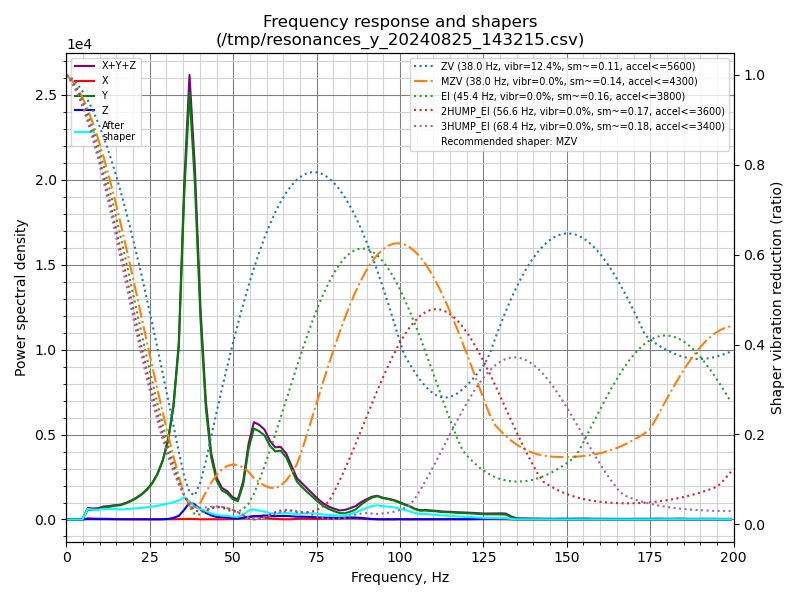 Frequency response and shapers
(/tmp/resonances_y_20240825_143215.csv)
1e4
X+Y+Z
X
Y
Z
After
shaper
ZV (38.0 Hz, vibr=12.4%, sm~=0.11, accel<=5600)
MZV (38.0 Hz, vibr=0.0%, sm~=0.14, accel<=4300)
EI (45.4 Hz, vibr=0.0%, sm~=0.16, accel<=3800)
2HUMP_EI (56.6 Hz, vibr=0.0%, sm~=0.17, accel<=3600)
3HUMP_EI (68.4 Hz, vibr=0.0%, sm~=0.18, accel<=3400)
Recommended shaper: MZV
Power spectral density
2.5
2.0
1.5
1.0
0.5
0.0
1.0
0.8
0.6
0.4
0.2
0.0
Shaper vibration reduction (ratio)
0 25 50 75 100 125 150 175 200
Frequency, Hz